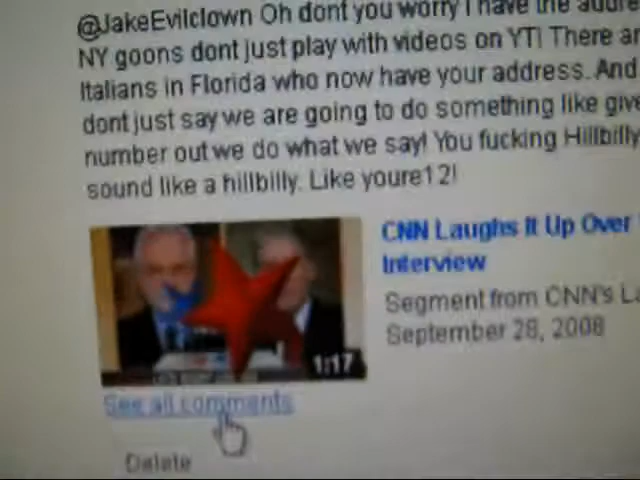 @JakeEvilclown Oh dont you worry I have the
NY goons dont just play with videos on YT! There
Italians in Florida who now have your address. And
dont just say we are going to do something like
number out we do what we say! You fucking Hillbilly
sound like a hillbilly. Like youre12!
CNN Laughs It Up Over
Interview
Segment from CNN's
September 28, 2008
1:17
See all comments
Delete